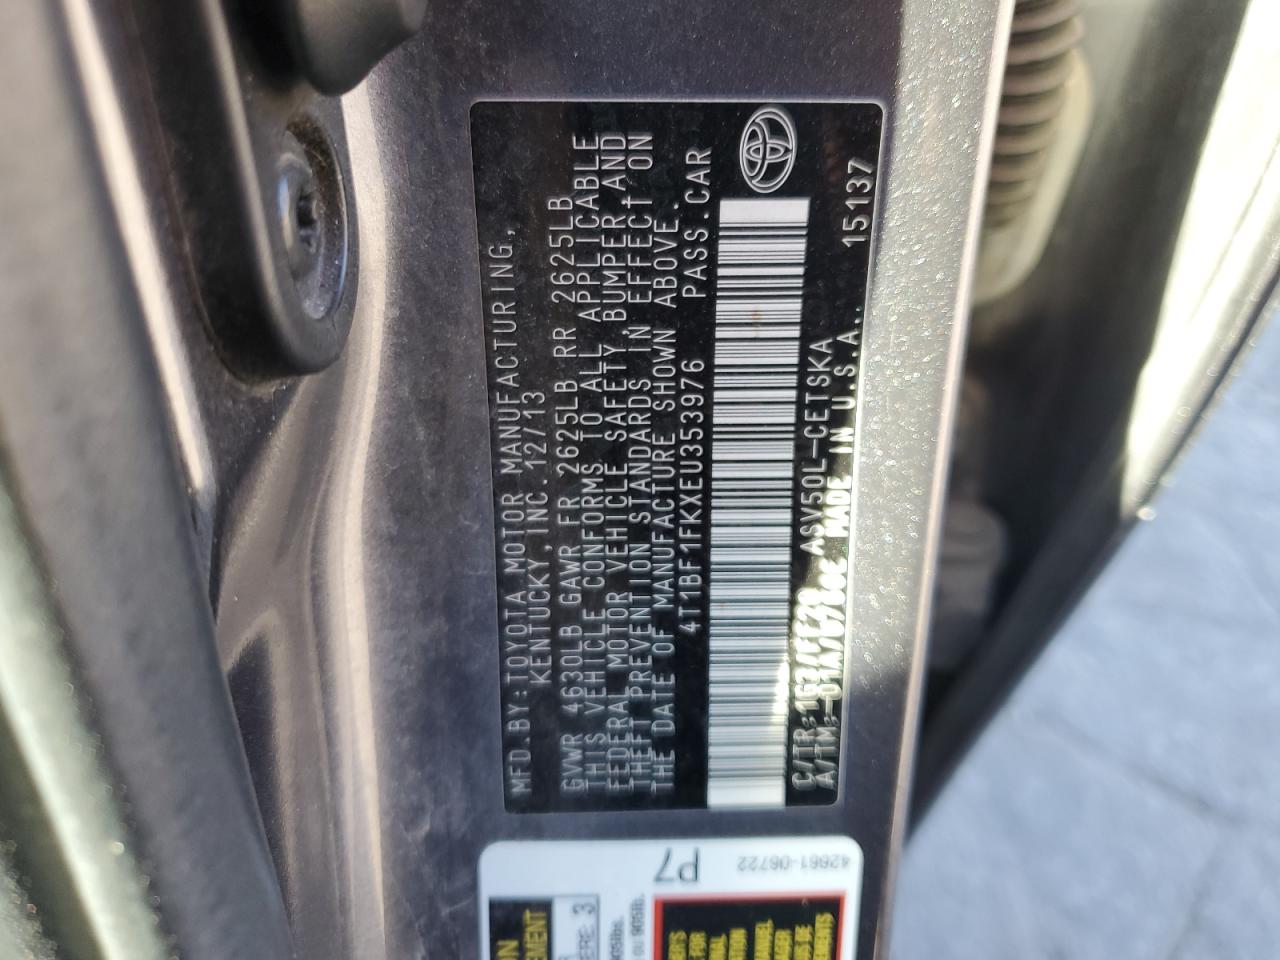 MFD.BY:TOYOTA MOTOR MANUFACTURING,
KENTUCKY,INC. 12/13
GVWR 4630LB GAWR FR 2625LB RR 2625LB
THIS VEHICLE CONFORMS TO ALL APPLICABLE
FEDERAL MOTOR VEHICLE SAFETY,BUMPER,AND
THEFT PREVENTION STANDARDS IN EFFECT ON
THE DATE OF MANUFACTURE SHOWN ABOVE.
4T1BF1FKXEU353976 PASS.CAR
C/TR: ASV50L-CETSKA
A/TM: MADE IN U.S.A. 15137
P7
42661-06722